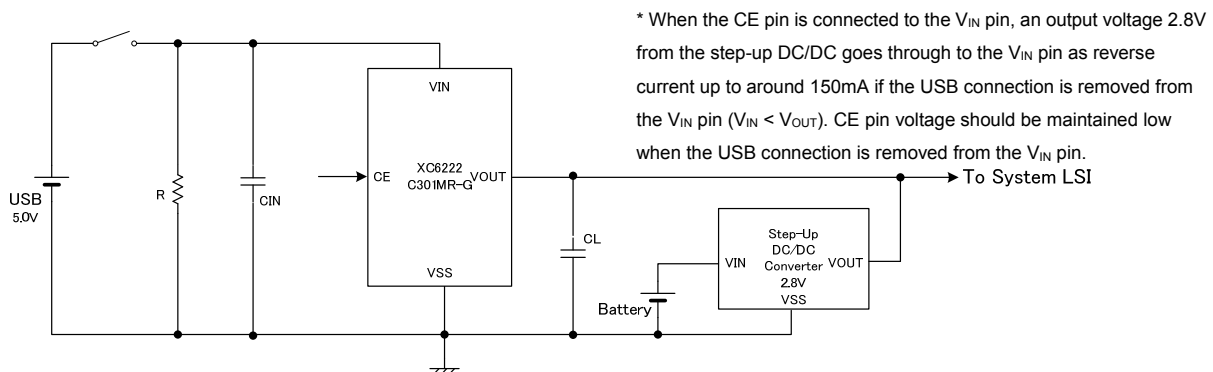 * When the CE pin is connected to the VIN pin, an output voltage 2.8V
from the step-up DC/DC goes through to the VIN pin as reverse
current up to around 150mA if the USB connection is removed from
the VIN pin (VIN < VOUT). CE pin voltage should be maintained low
when the USB connection is removed from the VIN pin.
USB
5.0V
R
CIN
VIN
CE
XC6222
C301MR-G
VOUT
VSS
CL
To System LSI
Battery
Step-Up
DC/DC
Converter
2.8V
VIN
VOUT
VSS